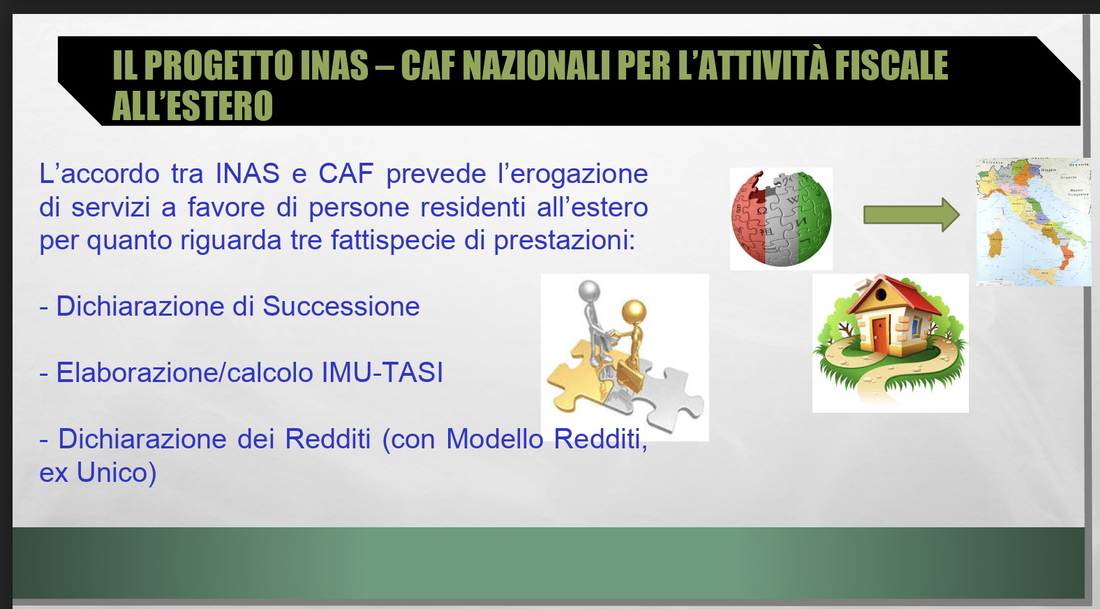 IL PROGETTO INAS – CAF NAZIONALI PER L'ATTIVITÀ FISCALE
ALL'ESTERO
L'accordo tra INAS e CAF prevede l'erogazione
di servizi a favore di persone residenti all'estero
per quanto riguarda tre fattispecie di prestazioni:
- Dichiarazione di Successione
- Elaborazione/calcolo IMU-TASI
- Dichiarazione dei Redditi (con Modello Redditi,
ex Unico)